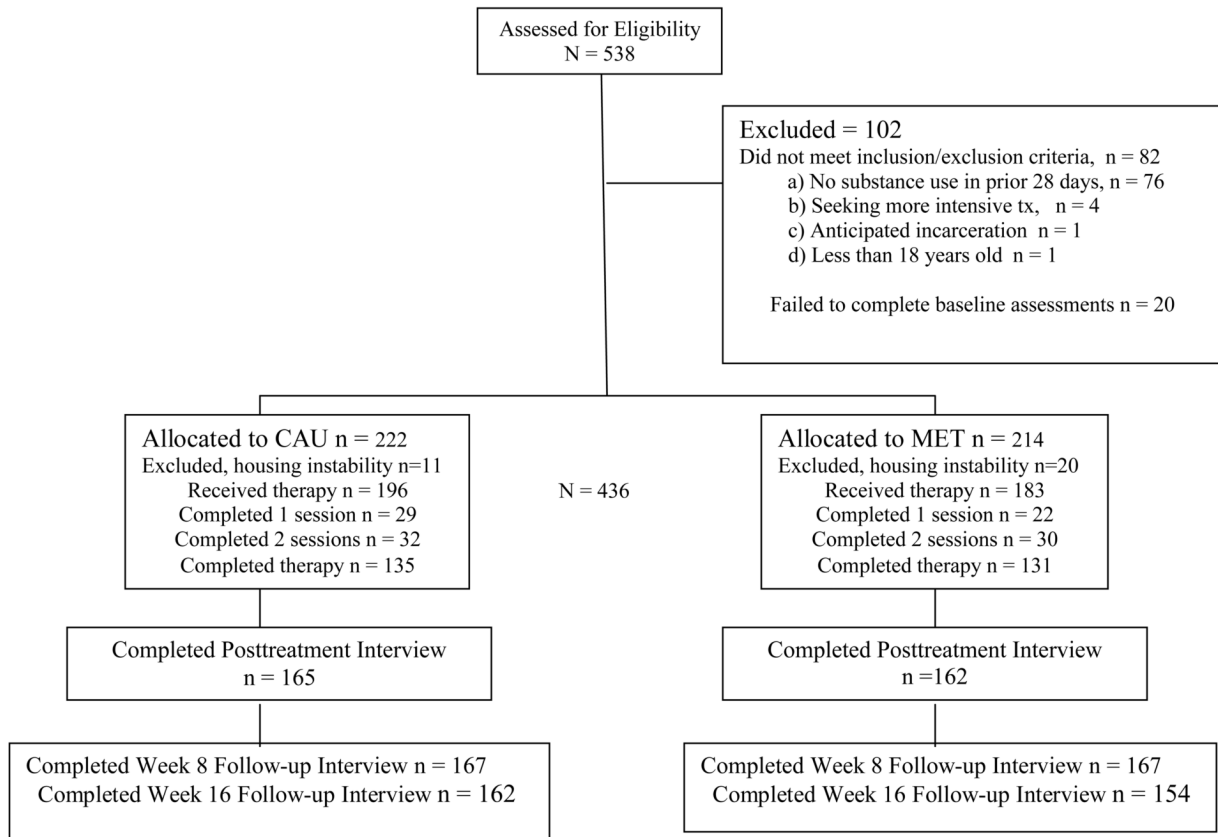 Assessed for Eligibility
N = 538
Excluded = 102
Did not meet inclusion/exclusion criteria, n = 82
a) No substance use in prior 28 days, n = 76
b) Seeking more intensive tx, n = 4
c) Anticipated incarceration n = 1
d) Less than 18 years old n = 1
Failed to complete baseline assessments n = 20
Allocated to CAU n = 222
Excluded, housing instability n=11
Received therapy n = 196
Completed 1 session n = 29
Completed 2 sessions n = 32
Completed therapy n = 135
N = 436
Allocated to MET n = 214
Excluded, housing instability n=20
Received therapy n = 183
Completed 1 session n = 22
Completed 2 sessions n = 30
Completed therapy n = 131
Completed Posttreatment Interview
n = 165
Completed Posttreatment Interview
n =162
Completed Week 8 Follow-up Interview n = 167
Completed Week 16 Follow-up Interview n = 162
Completed Week 8 Follow-up Interview n = 167
Completed Week 16 Follow-up Interview n = 154